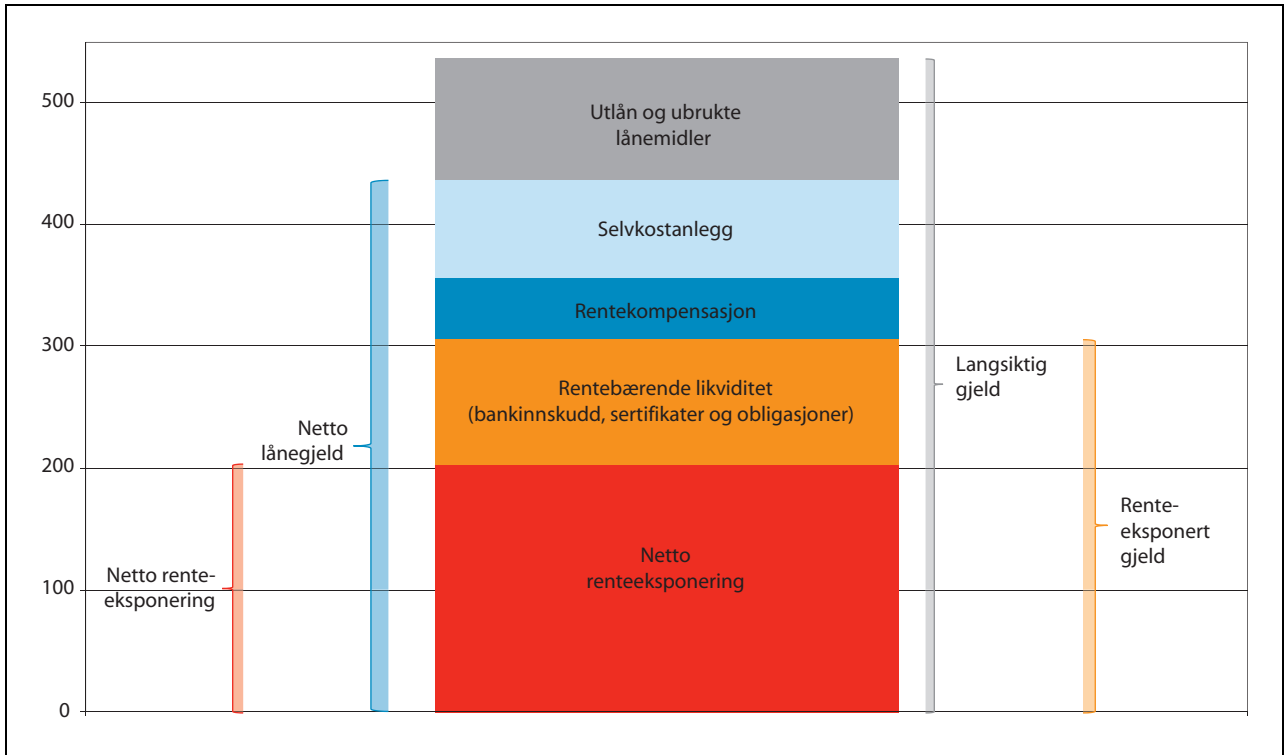 500
400
300
200
100
0
Utlån og ubrukte
lånemidler
Selvkostanlegg
Rentekompensasjon
Rentebærende likviditet
(bankinnskudd, sertifikater og obligasjoner)
Netto
renteeksponering
Netto rente-
eksponering
Netto
lånegjeld
Langsiktig
gjeld
Rente-
eksponert
gjeld